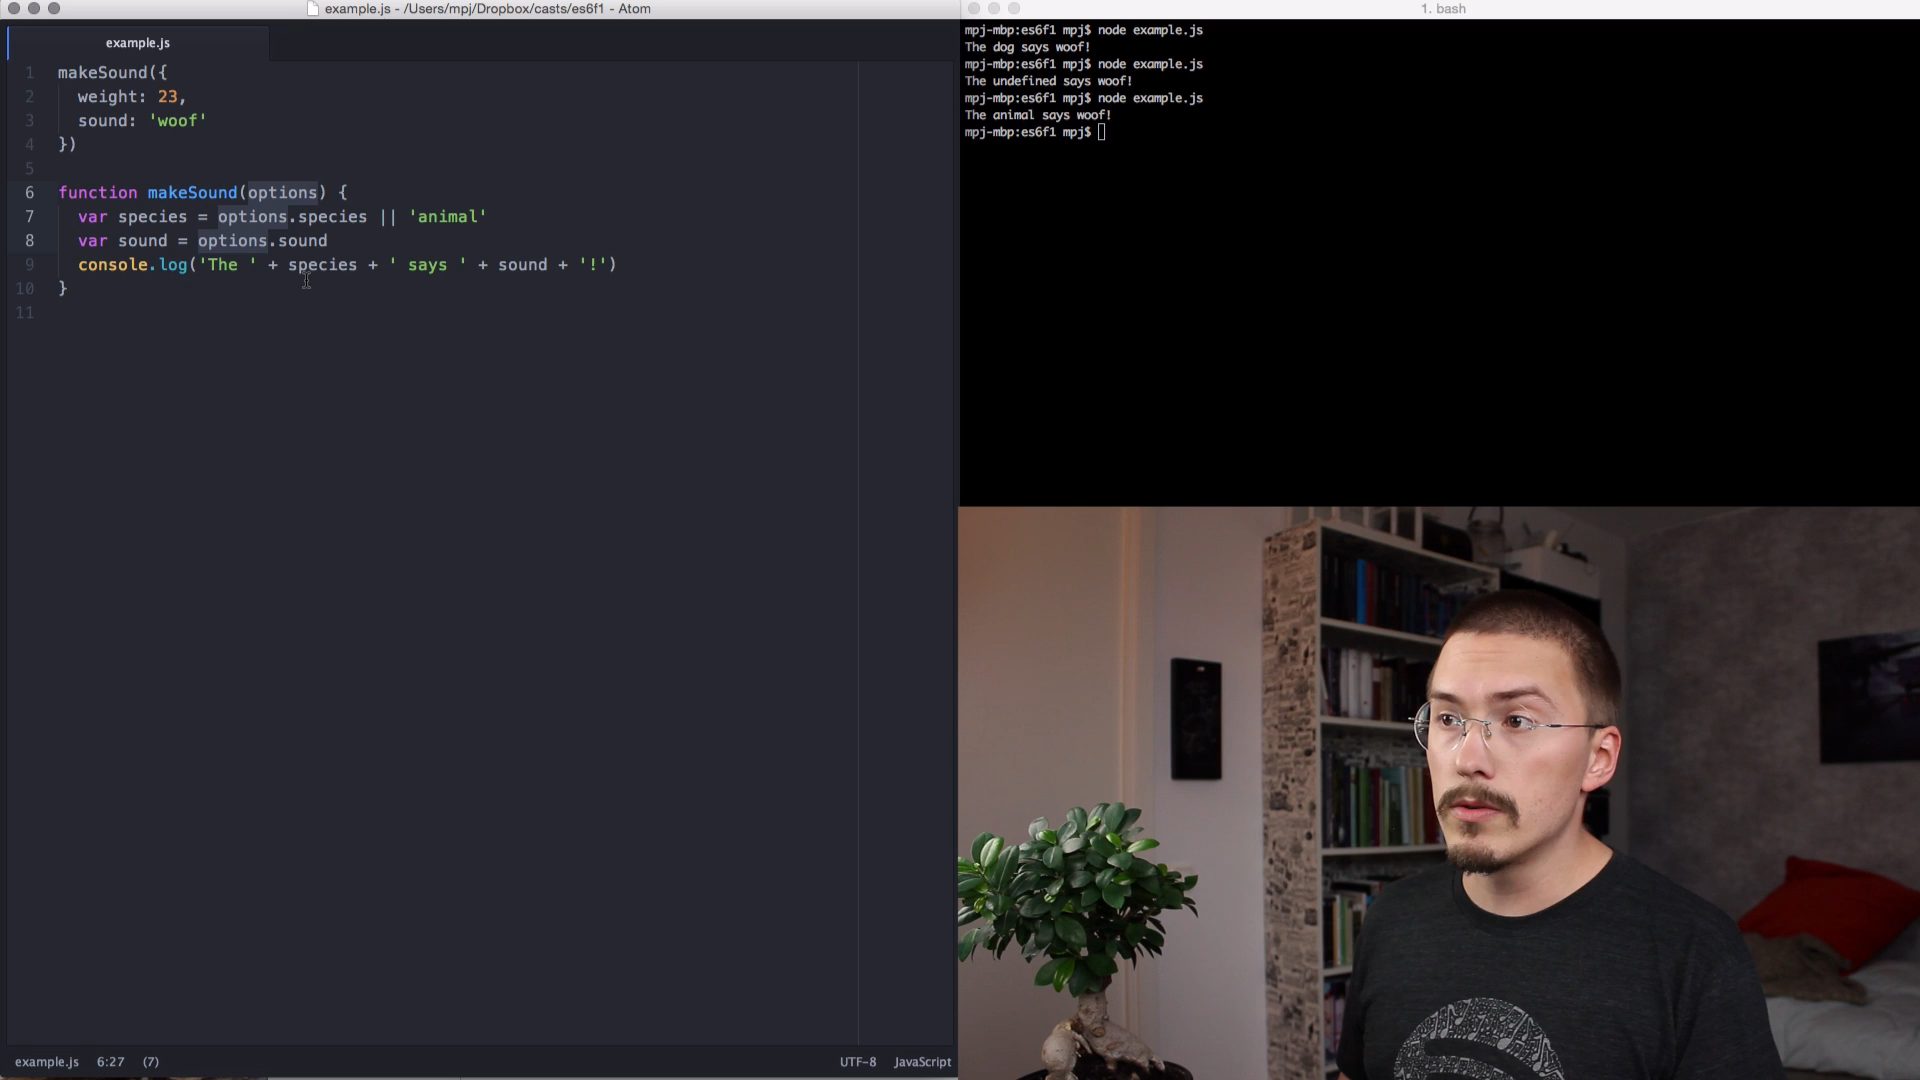 example.js - /Users/mpj/Dropbox/casts/es6f1 - Atom
example.js
1 makeSound({
2 weight: 23,
3 sound: 'woof'
4 })
5
6 function makeSound(options) {
7 var species = options.species || 'animal'
8 var sound = options.sound
9 console.log('The ' + species + ' says ' + sound + '!')
10 }
11
example.js 6:27 (7) UTF-8 JavaScript
1. bash
mpj-mbp:es6f1 mpj$ node example.js
The dog says woof!
mpj-mbp:es6f1 mpj$ node example.js
The undefined says woof!
mpj-mbp:es6f1 mpj$ node example.js
The animal says woof!
mpj-mbp:es6f1 mpj$